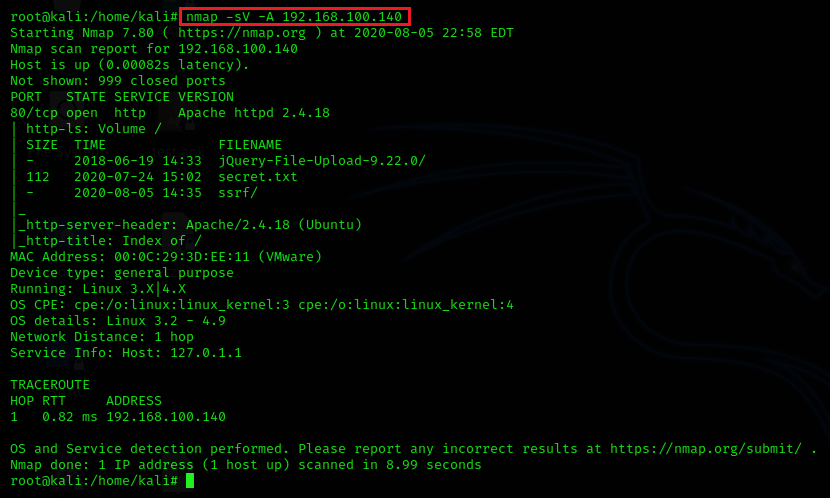 root@kali:/home/kali# nmap -sV -A 192.168.100.140
Starting Nmap 7.80 ( https://nmap.org ) at 2020-08-05 22:58 EDT
Nmap scan report for 192.168.100.140
Host is up (0.00082s latency).
Not shown: 999 closed ports
PORT   STATE SERVICE VERSION
80/tcp open  http    Apache httpd 2.4.18
| http-ls: Volume /
| SIZE  TIME              FILENAME
| -     2018-06-19 14:33  jQuery-File-Upload-9.22.0/
| 112   2020-07-24 15:02  secret.txt
| -     2020-08-05 14:35  ssrf/
|_
|_http-server-header: Apache/2.4.18 (Ubuntu)
|_http-title: Index of /
MAC Address: 00:0C:29:3D:EE:11 (VMware)
Device type: general purpose
Running: Linux 3.X|4.X
OS CPE: cpe:/o:linux:linux_kernel:3 cpe:/o:linux:linux_kernel:4
OS details: Linux 3.2 - 4.9
Network Distance: 1 hop
Service Info: Host: 127.0.1.1

TRACEROUTE
HOP RTT     ADDRESS
1   0.82 ms 192.168.100.140

OS and Service detection performed. Please report any incorrect results at https://nmap.org/submit/ .
Nmap done: 1 IP address (1 host up) scanned in 8.99 seconds
root@kali:/home/kali#